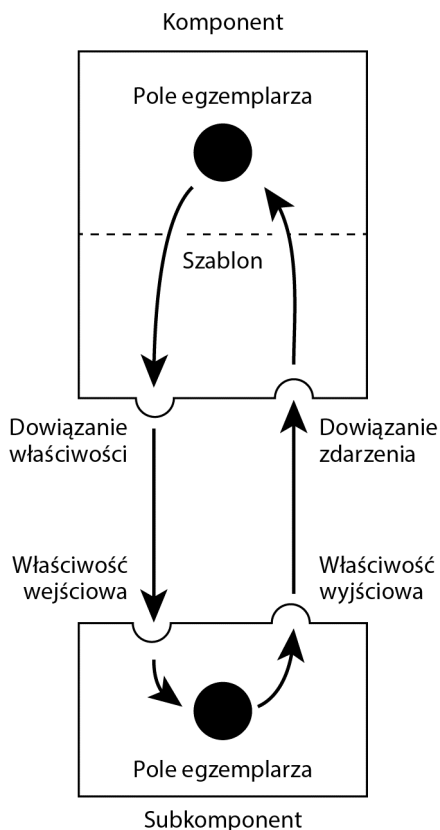 Komponent
Pole egzemplarza
Szablon
Dowiązanie
właściwości
Dowiązanie
zdarzenia
Właściwość
wejściowa
Właściwość
wyjściowa
Pole egzemplarza
Subkomponent